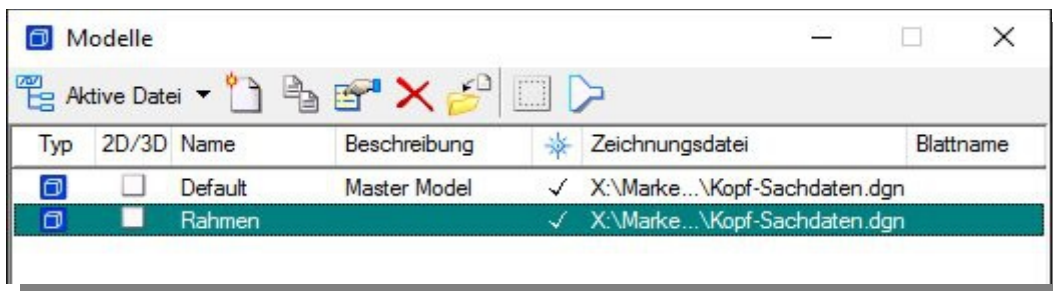 Modelle
Aktive Datei
Typ 2D/3D Name Beschreibung Zeichnungsdatei Blattname
Default Master Model ✓ X:\Marke...\Kopf-Sachdaten.dgn
Rahmen ✓ X:\Marke...\Kopf-Sachdaten.dgn